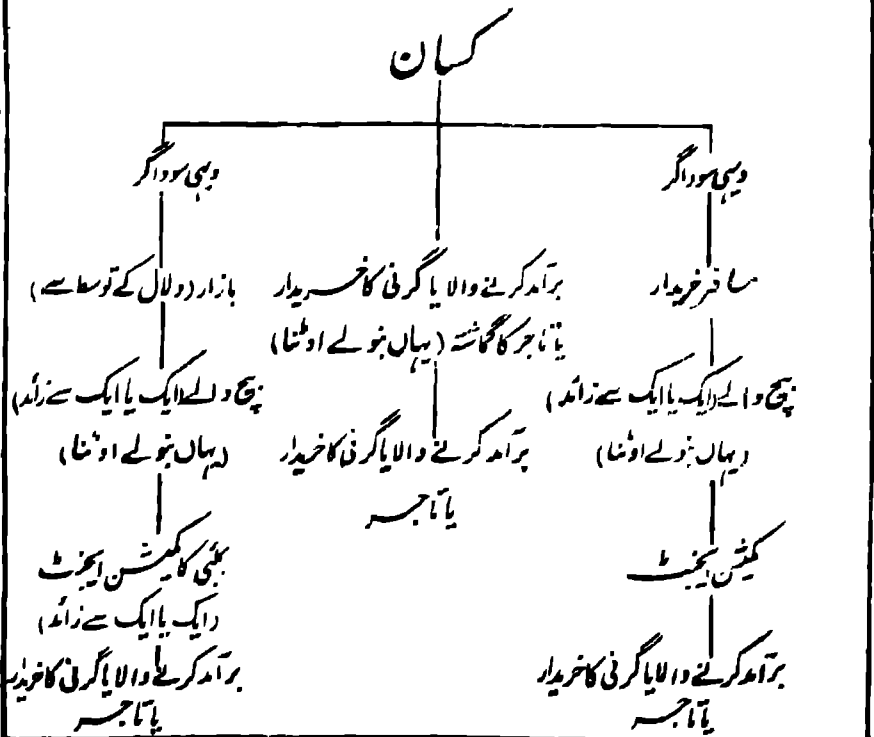 کسان
دیہی سوداگر
مسافر خریدار
بیچ والے (ایک یا ایک سے زائد)
(یہاں بنولے اوٹنا)
کمیشن ایجنٹ
برآمد کرنے والا یا گرنی کا خریدار
یا تاجر
برآمد کرنے والا یا گرنی کا خریدار
یا تاجر کا گماشتہ (یہاں بنولے اوٹنا)
برآمد کرنے والا یا گرنی کا خریدار
یا تاجر
دیہی سوداگر
بازار (دلال کے توسط سے)
بیچ والے (ایک یا ایک سے زائد)
(یہاں بنولے اوٹنا)
بمبئی کا کمیشن ایجنٹ
(ایک یا ایک سے زائد)
برآمد کرنے والا یا گرنی کا خریدار
یا تاجر